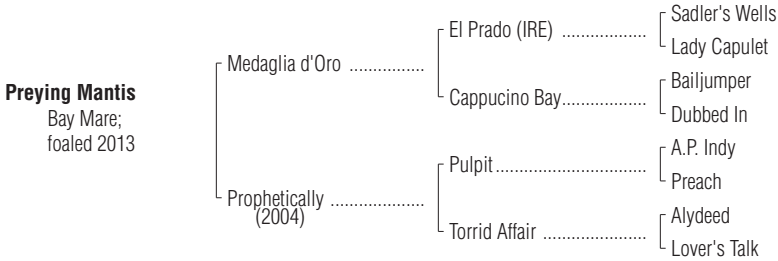 Sadler's Wells
El Prado (IRE) ..................
Lady Capulet
Medaglia d'Oro ................
Bailjumper
Cappucino Bay..................
Dubbed In
Preying Mantis
Bay Mare;
foaled 2013
A.P. Indy
Pulpit................................
Preach
Prophetically ....................
(2004)
Alydeed
Torrid Affair ......................
Lover's Talk